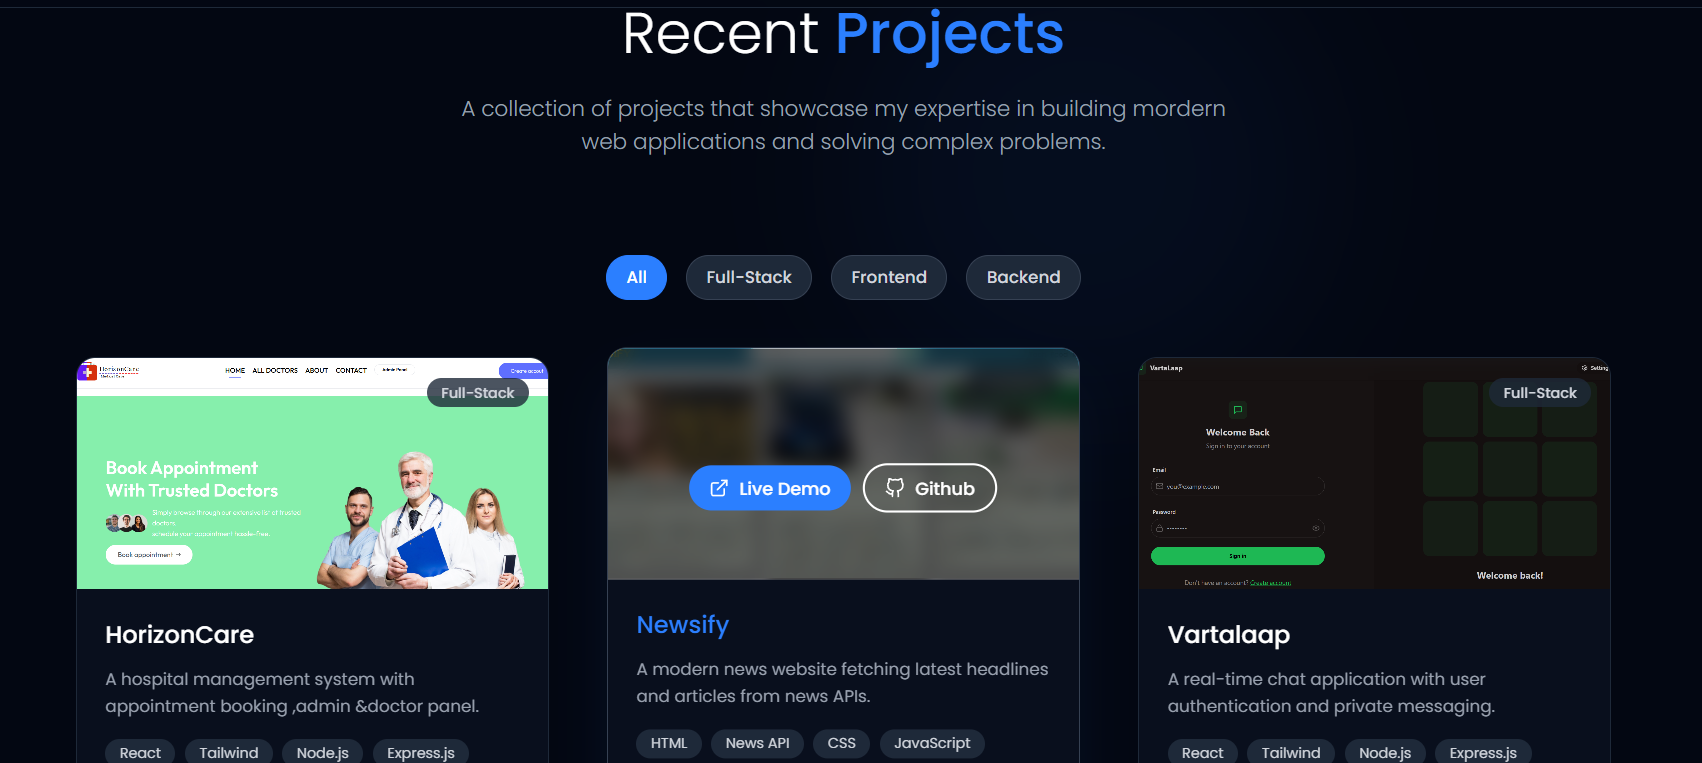 Recent Projects
A collection of projects that showcase my expertise in building mordern
web applications and solving complex problems.
All
Full-Stack
Frontend
Backend
HorizonCare
HOME
ALL DOCTORS
ABOUT
CONTACT
Admin Panel
Create account
Full-Stack
Book Appointment
With Trusted Doctors
Simply browse through our extensive list of trusted
doctors,
schedule your appointment hassle-free.
Book appointment →
HorizonCare
A hospital management system with
appointment booking ,admin &doctor panel.
React
Tailwind
Node.js
Express.js
Live Demo
Github
Newsify
A modern news website fetching latest headlines
and articles from news APIs.
HTML
News API
CSS
JavaScript
VartaLaap
Setting
Full-Stack
Welcome Back
Sign in to your account
Email
you@example.com
Password
Sign in
Don't have an account? Create account
Welcome back!
Vartalaap
A real-time chat application with user
authentication and private messaging.
React
Tailwind
Node.js
Express.js